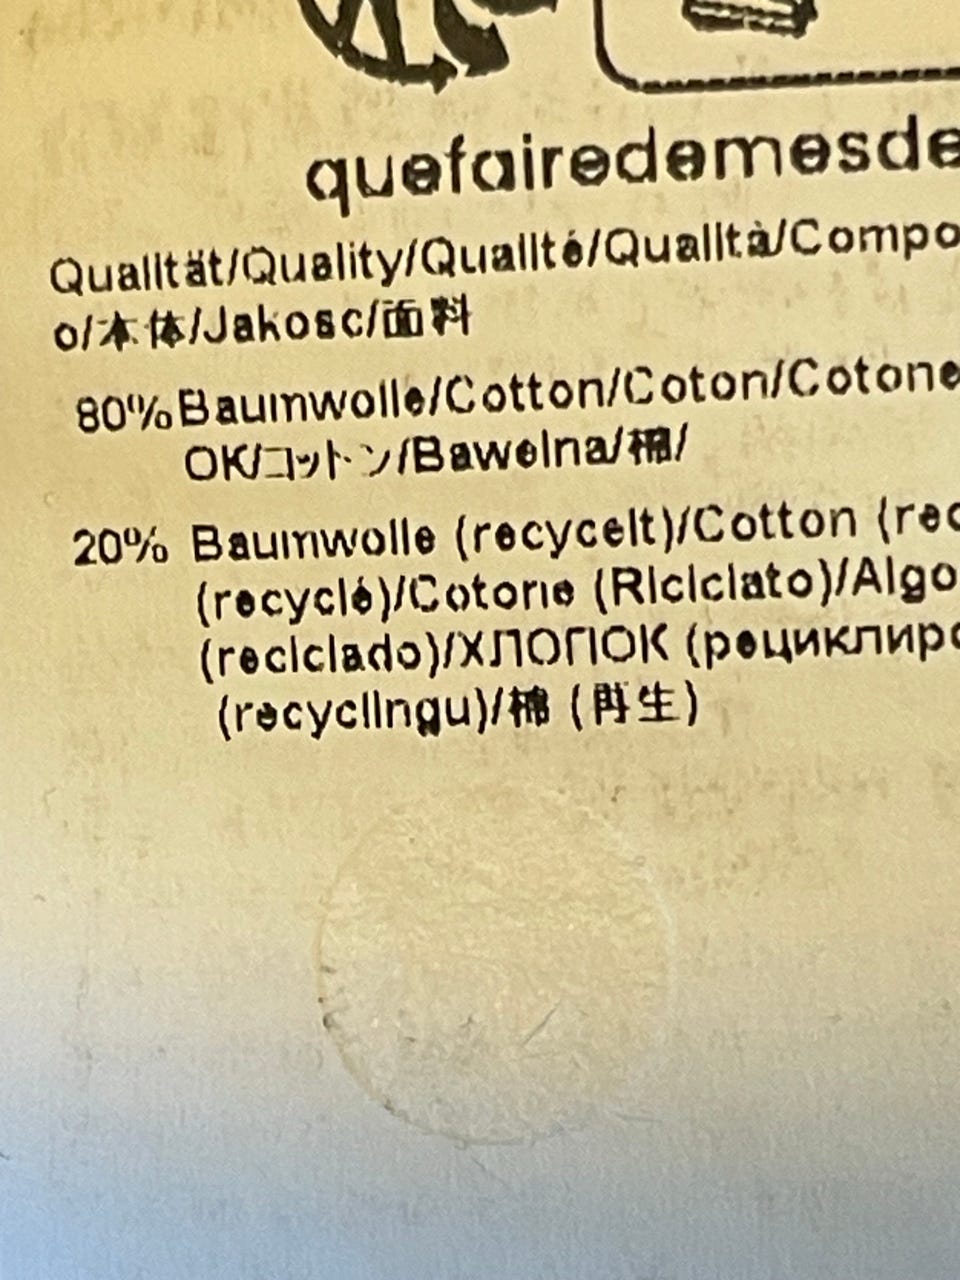 quefairedemesde
Qualität/Quality/Qualité/Qualità/Compo
o/本体/Jakosc/面料
80% Baumwolle/Cotton/Coton/Cotone
OK/コットン/Bawelna/棉/
20% Baumwolle (recycelt)/Cotton (rec
(recyclé)/Cotone (Riciclato)/Algo
(reciclado)/ХЛОПОК (рециклиро
(recyclingu)/棉 (再生)